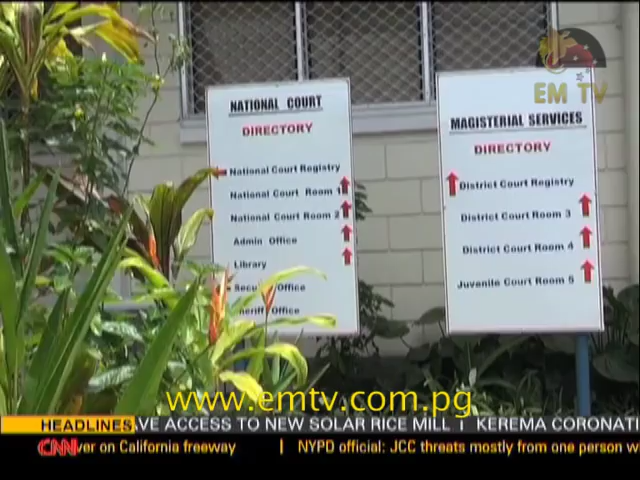 EM TV
NATIONAL COURT
DIRECTORY
National Court Registry
National Court Room 1
National Court Room 2
Admin Office
Library
Office
Office
MAGISTERIAL SERVICES
DIRECTORY
District Court Registry
District Court Room 3
District Court Room 4
Juvenile Court Room 5
www.emtv.com.pg
HEADLINES AVE ACCESS TO NEW SOLAR RICE MILL | KEREMA CORONATI
CNN ver on California freeway | NYPD official: JCC threats mostly from one person w